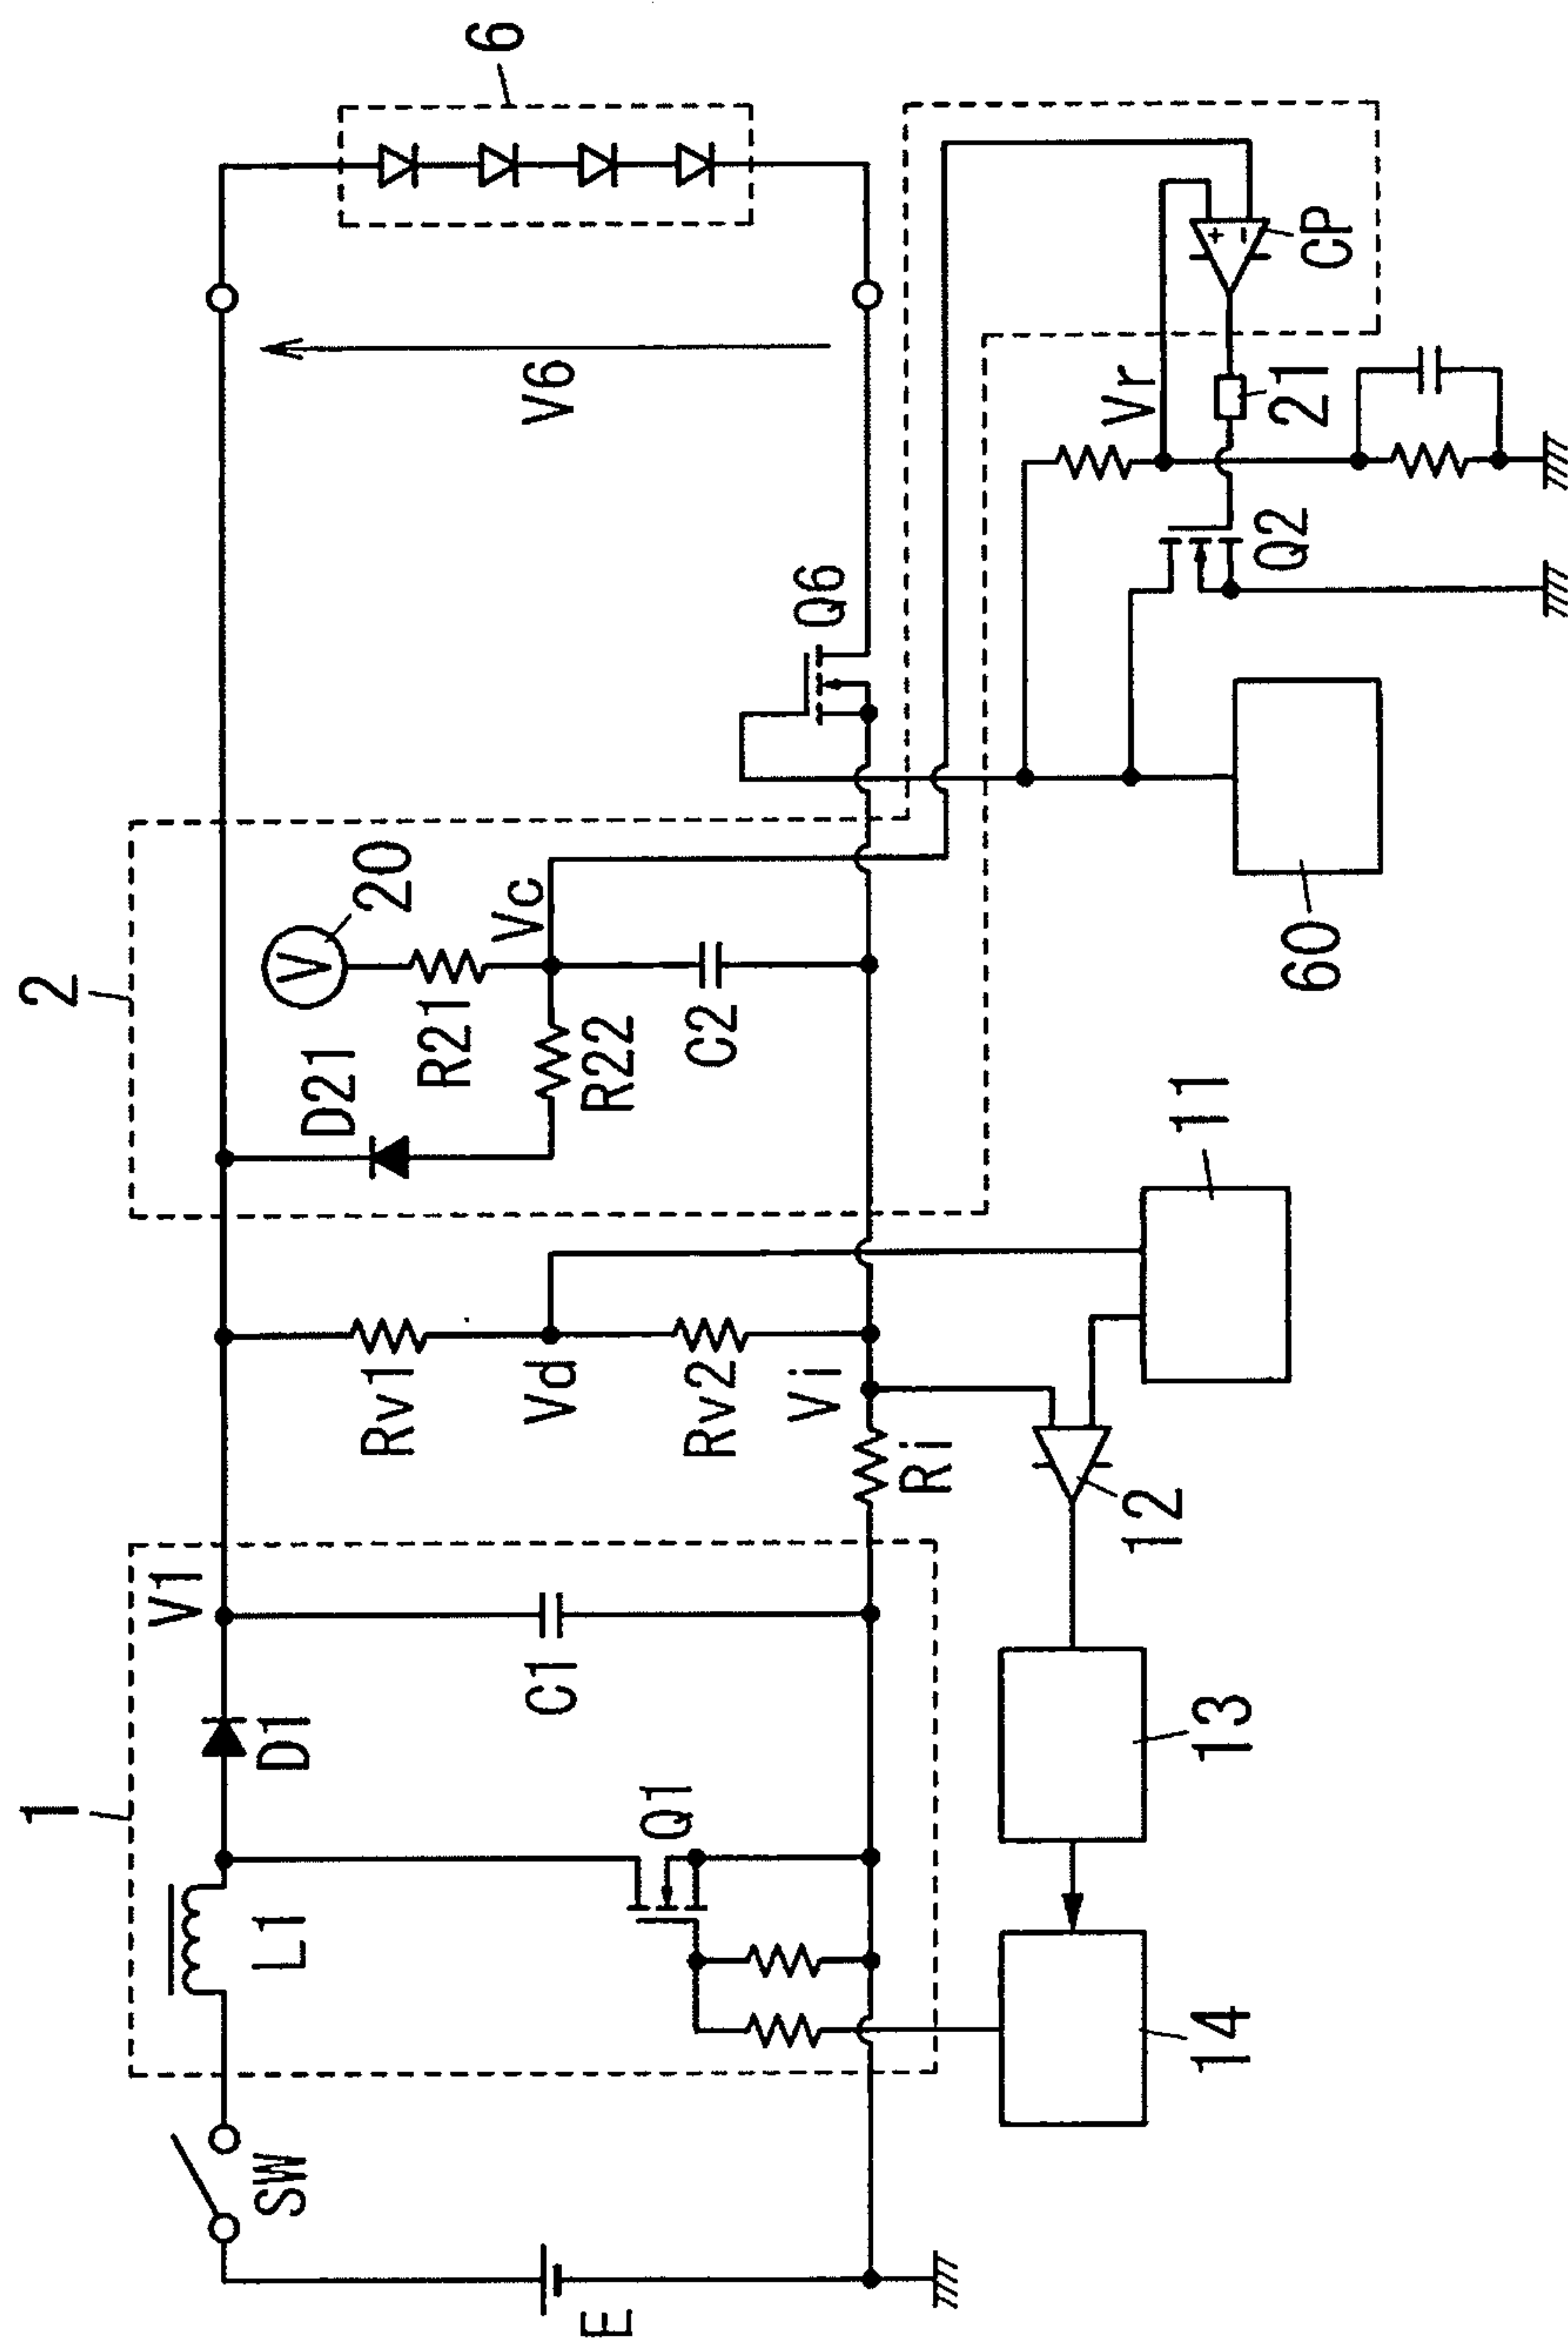 1
2
6
SW
L1
D1
V1
C1
Q1
E
Rv1
Vd
Rv2
Vi
Ri
D21
R21
20
V
Vc
R22
C2
V6
Q6
14
13
12
11
60
Q2
Vr
21
CP
+
−